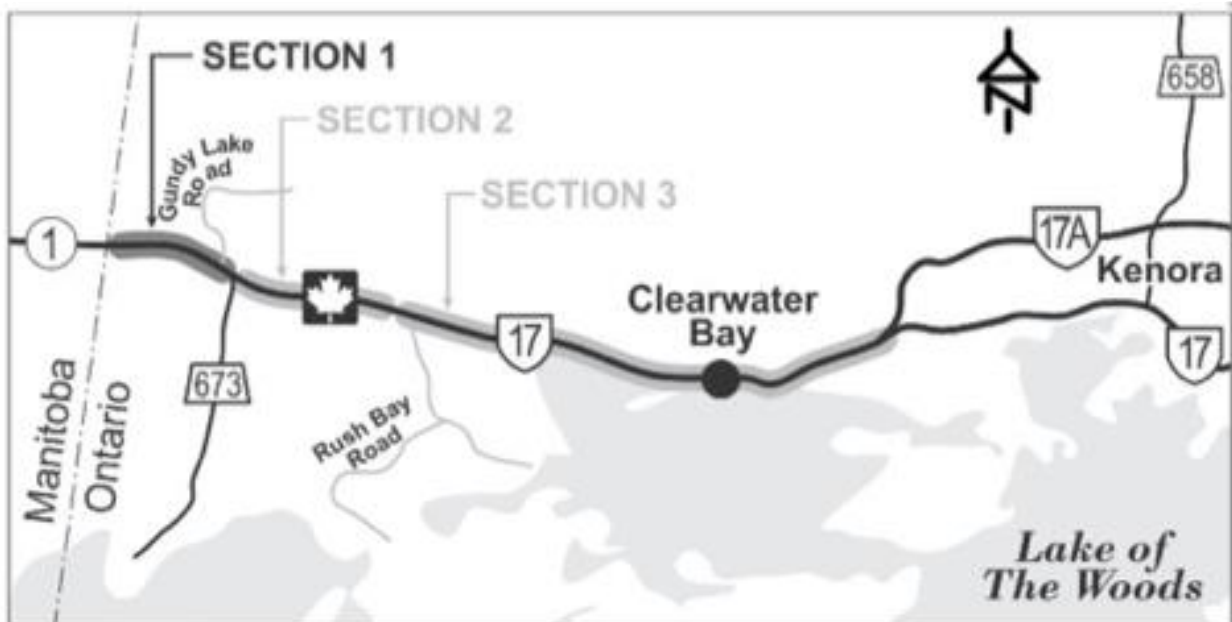 SECTION 1
SECTION 2
SECTION 3
Gundy Lake
Road
1
17
17A
658
Kenora
17
Clearwater
Bay
673
Rush Bay
Road
Manitoba
Ontario
Lake of
The Woods
N